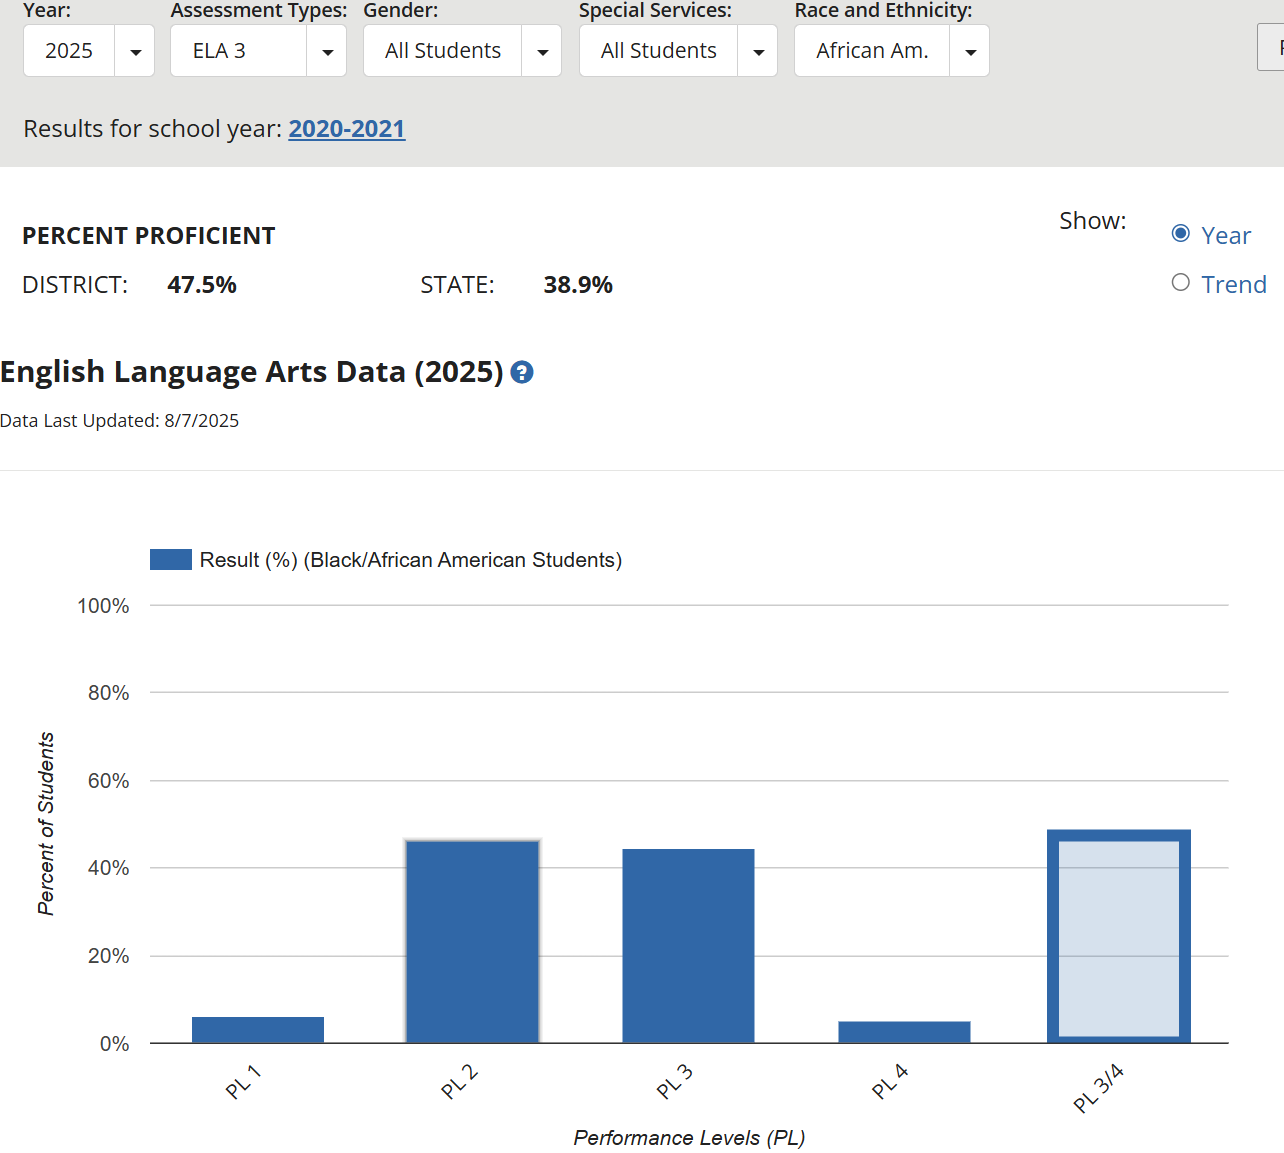 Year: Assessment Types: Gender: Special Services: Race and Ethnicity:
2025 ELA 3 All Students All Students African Am.
Results for school year: 2020-2021
PERCENT PROFICIENT
Show:
Year
DISTRICT: 47.5% STATE: 38.9%
Trend
English Language Arts Data (2025) ?
Data Last Updated: 8/7/2025
Result (%) (Black/African American Students)
100%
80%
60%
40%
20%
0%
Percent of Students
PL 1 PL 2 PL 3 PL 4 PL 3/4
Performance Levels (PL)